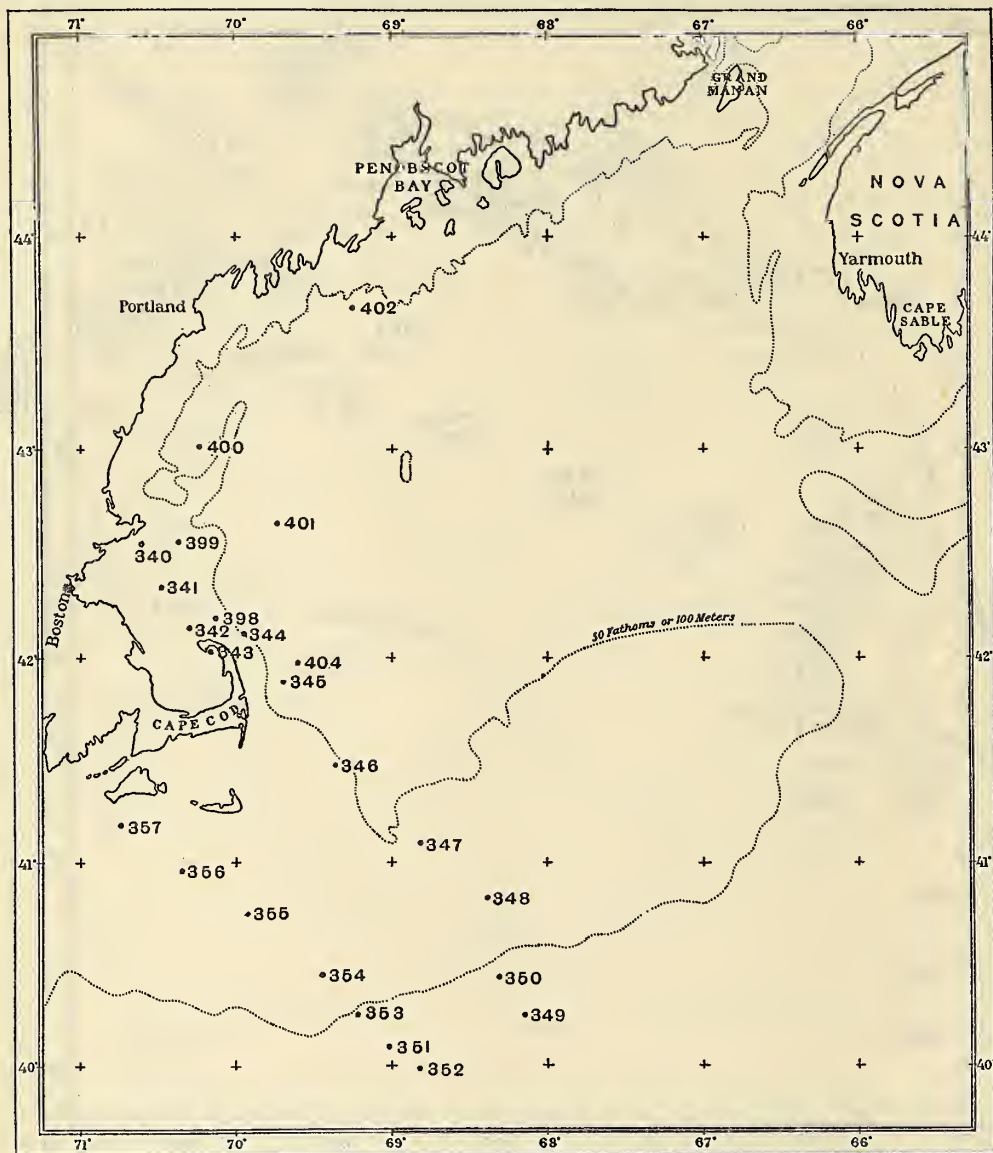 71° 70° 69° 68° 67° 66°
GRAND
MANAN
PENOBSCOT
BAY
NOVA
SCOTIA
44° 44°
Yarmouth
Portland
402
CAPE
SABLE
400
43° 43°
401
399
340
341
Boston
398
342
344
50 Fathoms or 100 Meters
343
42° 404 42°
345
CAPE COD
346
357
347
41° 41°
356
348
355
354
350
353
349
351
40° 352 40°
71° 70° 69° 68° 67° 66°